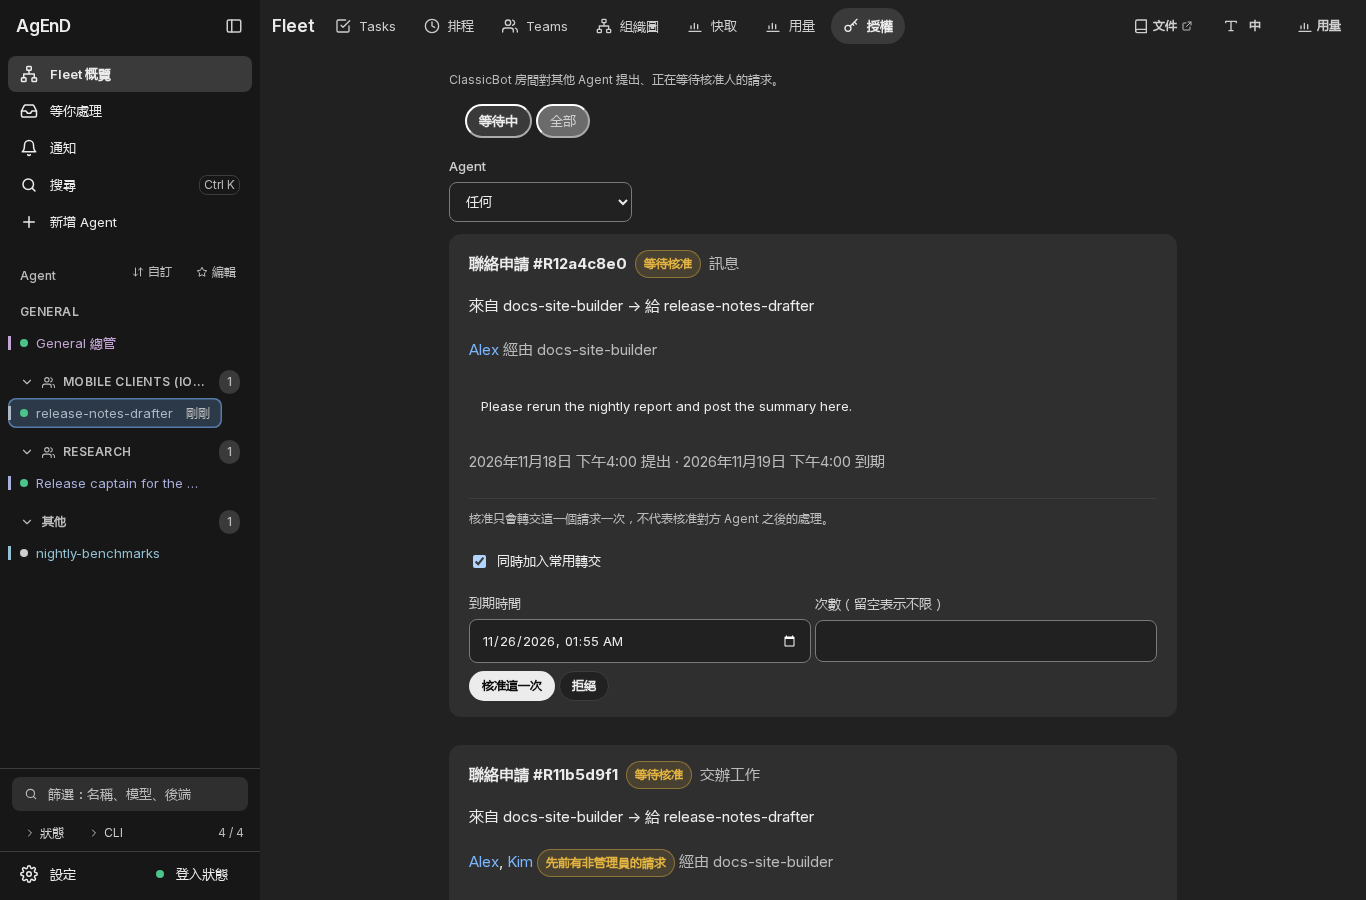 AgEnD
Fleet 概覽
等你處理
通知
搜尋 Ctrl K
新增 Agent
Agent 自訂 編輯
GENERAL
General 總管
MOBILE CLIENTS (IO... 1
release-notes-drafter 剛剛
RESEARCH 1
Release captain for the ...
其他 1
nightly-benchmarks
篩選：名稱、模型、後端
狀態 CLI 4 / 4
設定 登入狀態
Fleet Tasks 排程 Teams 組織圖 快取 用量 授權 文件 中 用量
ClassicBot 房間對其他 Agent 提出、正在等待核准人的請求。
等待中 全部
Agent
任何
聯絡申請 #R12a4c8e0 等待核准 訊息
來自 docs-site-builder → 給 release-notes-drafter
Alex 經由 docs-site-builder
Please rerun the nightly report and post the summary here.
2026年11月18日 下午4:00 提出 · 2026年11月19日 下午4:00 到期
核准只會轉交這一個請求一次，不代表核准對方 Agent 之後的處理。
同時加入常用轉交
到期時間 次數（留空表示不限）
11/26/2026, 01:55 AM
核准這一次 拒絕
聯絡申請 #R11b5d9f1 等待核准 交辦工作
來自 docs-site-builder → 給 release-notes-drafter
Alex, Kim 先前有非管理員的請求 經由 docs-site-builder